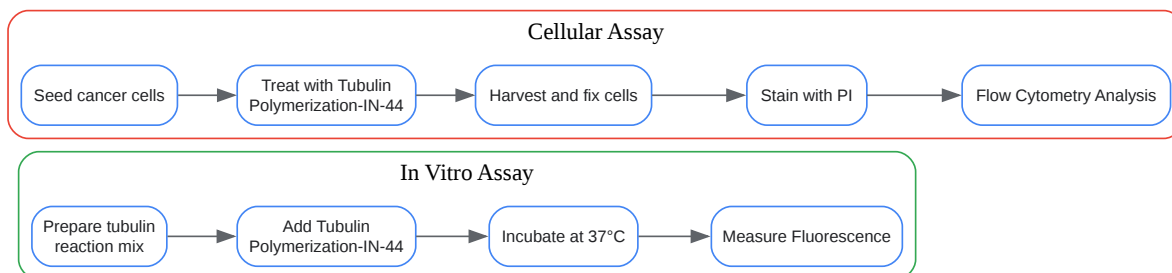 Cellular Assay
Seed cancer cells
Treat with Tubulin
Polymerization-IN-44
Harvest and fix cells
Stain with PI
Flow Cytometry Analysis
In Vitro Assay
Prepare tubulin
reaction mix
Add Tubulin
Polymerization-IN-44
Incubate at 37°C
Measure Fluorescence